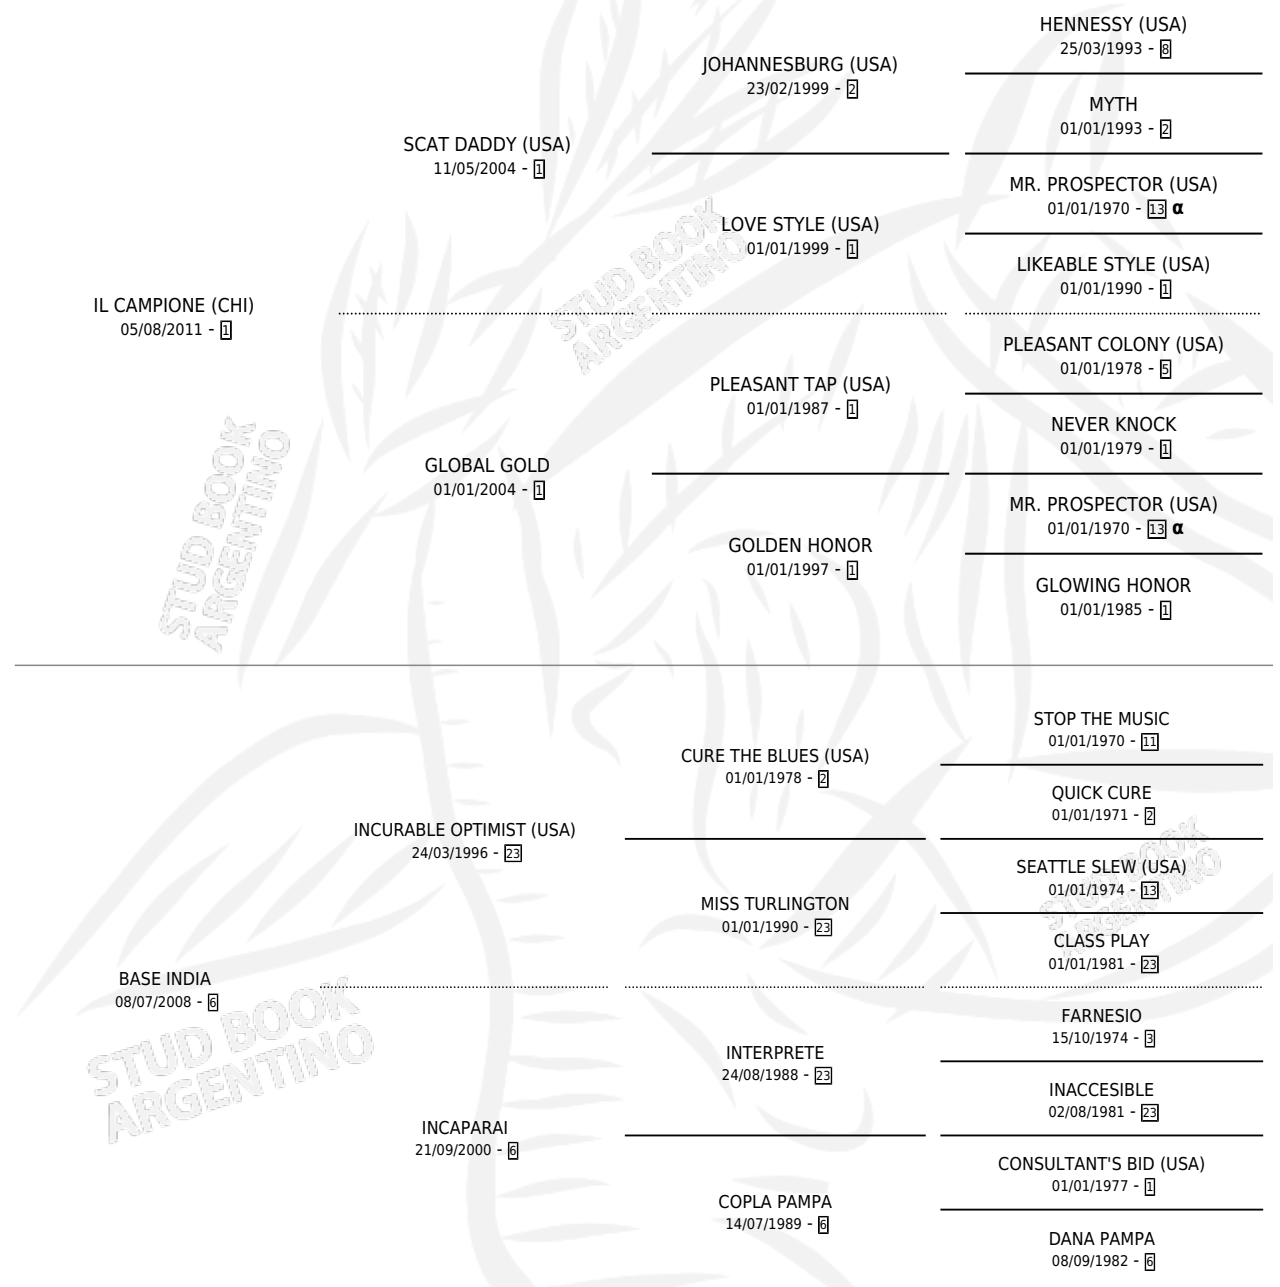 HENNESSY (USA)
25/03/1993 - 8
JOHANNESBURG (USA)
23/02/1999 - 2
MYTH
01/01/1993 - 2
SCAT DADDY (USA)
11/05/2004 - 1
MR. PROSPECTOR (USA)
01/01/1970 - 13 α
LOVE STYLE (USA)
01/01/1999 - 1
LIKEABLE STYLE (USA)
01/01/1990 - 1
IL CAMPIONE (CHI)
05/08/2011 - 1
PLEASANT COLONY (USA)
01/01/1978 - 5
PLEASANT TAP (USA)
01/01/1987 - 1
NEVER KNOCK
01/01/1979 - 1
GLOBAL GOLD
01/01/2004 - 1
MR. PROSPECTOR (USA)
01/01/1970 - 13 α
GOLDEN HONOR
01/01/1997 - 1
GLOWING HONOR
01/01/1985 - 1
STOP THE MUSIC
01/01/1970 - 11
CURE THE BLUES (USA)
01/01/1978 - 2
QUICK CURE
01/01/1971 - 2
INCURABLE OPTIMIST (USA)
24/03/1996 - 23
SEATTLE SLEW (USA)
01/01/1974 - 13
MISS TURLINGTON
01/01/1990 - 23
CLASS PLAY
01/01/1981 - 23
BASE INDIA
08/07/2008 - 6
FARNESIO
15/10/1974 - 3
INTERPRETE
24/08/1988 - 23
INACCESIBLE
02/08/1981 - 23
INCAPARAI
21/09/2000 - 6
CONSULTANT'S BID (USA)
01/01/1977 - 1
COPLA PAMPA
14/07/1989 - 6
DANA PAMPA
08/09/1982 - 6
STUD BOOK
ARGENTINO
STUD BOOK
ARGENTINO
STUD BOOK
ARGENTINO
STUD BOOK
ARGENTINO